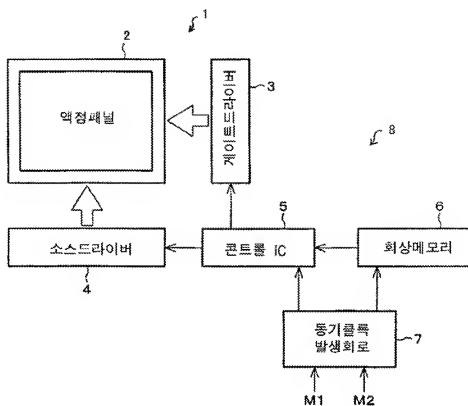 1
2
액정패널
게이트드라이버
3
8
소스드라이버
4
콘트롤 IC
5
화상메모리
6
동기클록
발생회로
7
M1
M2